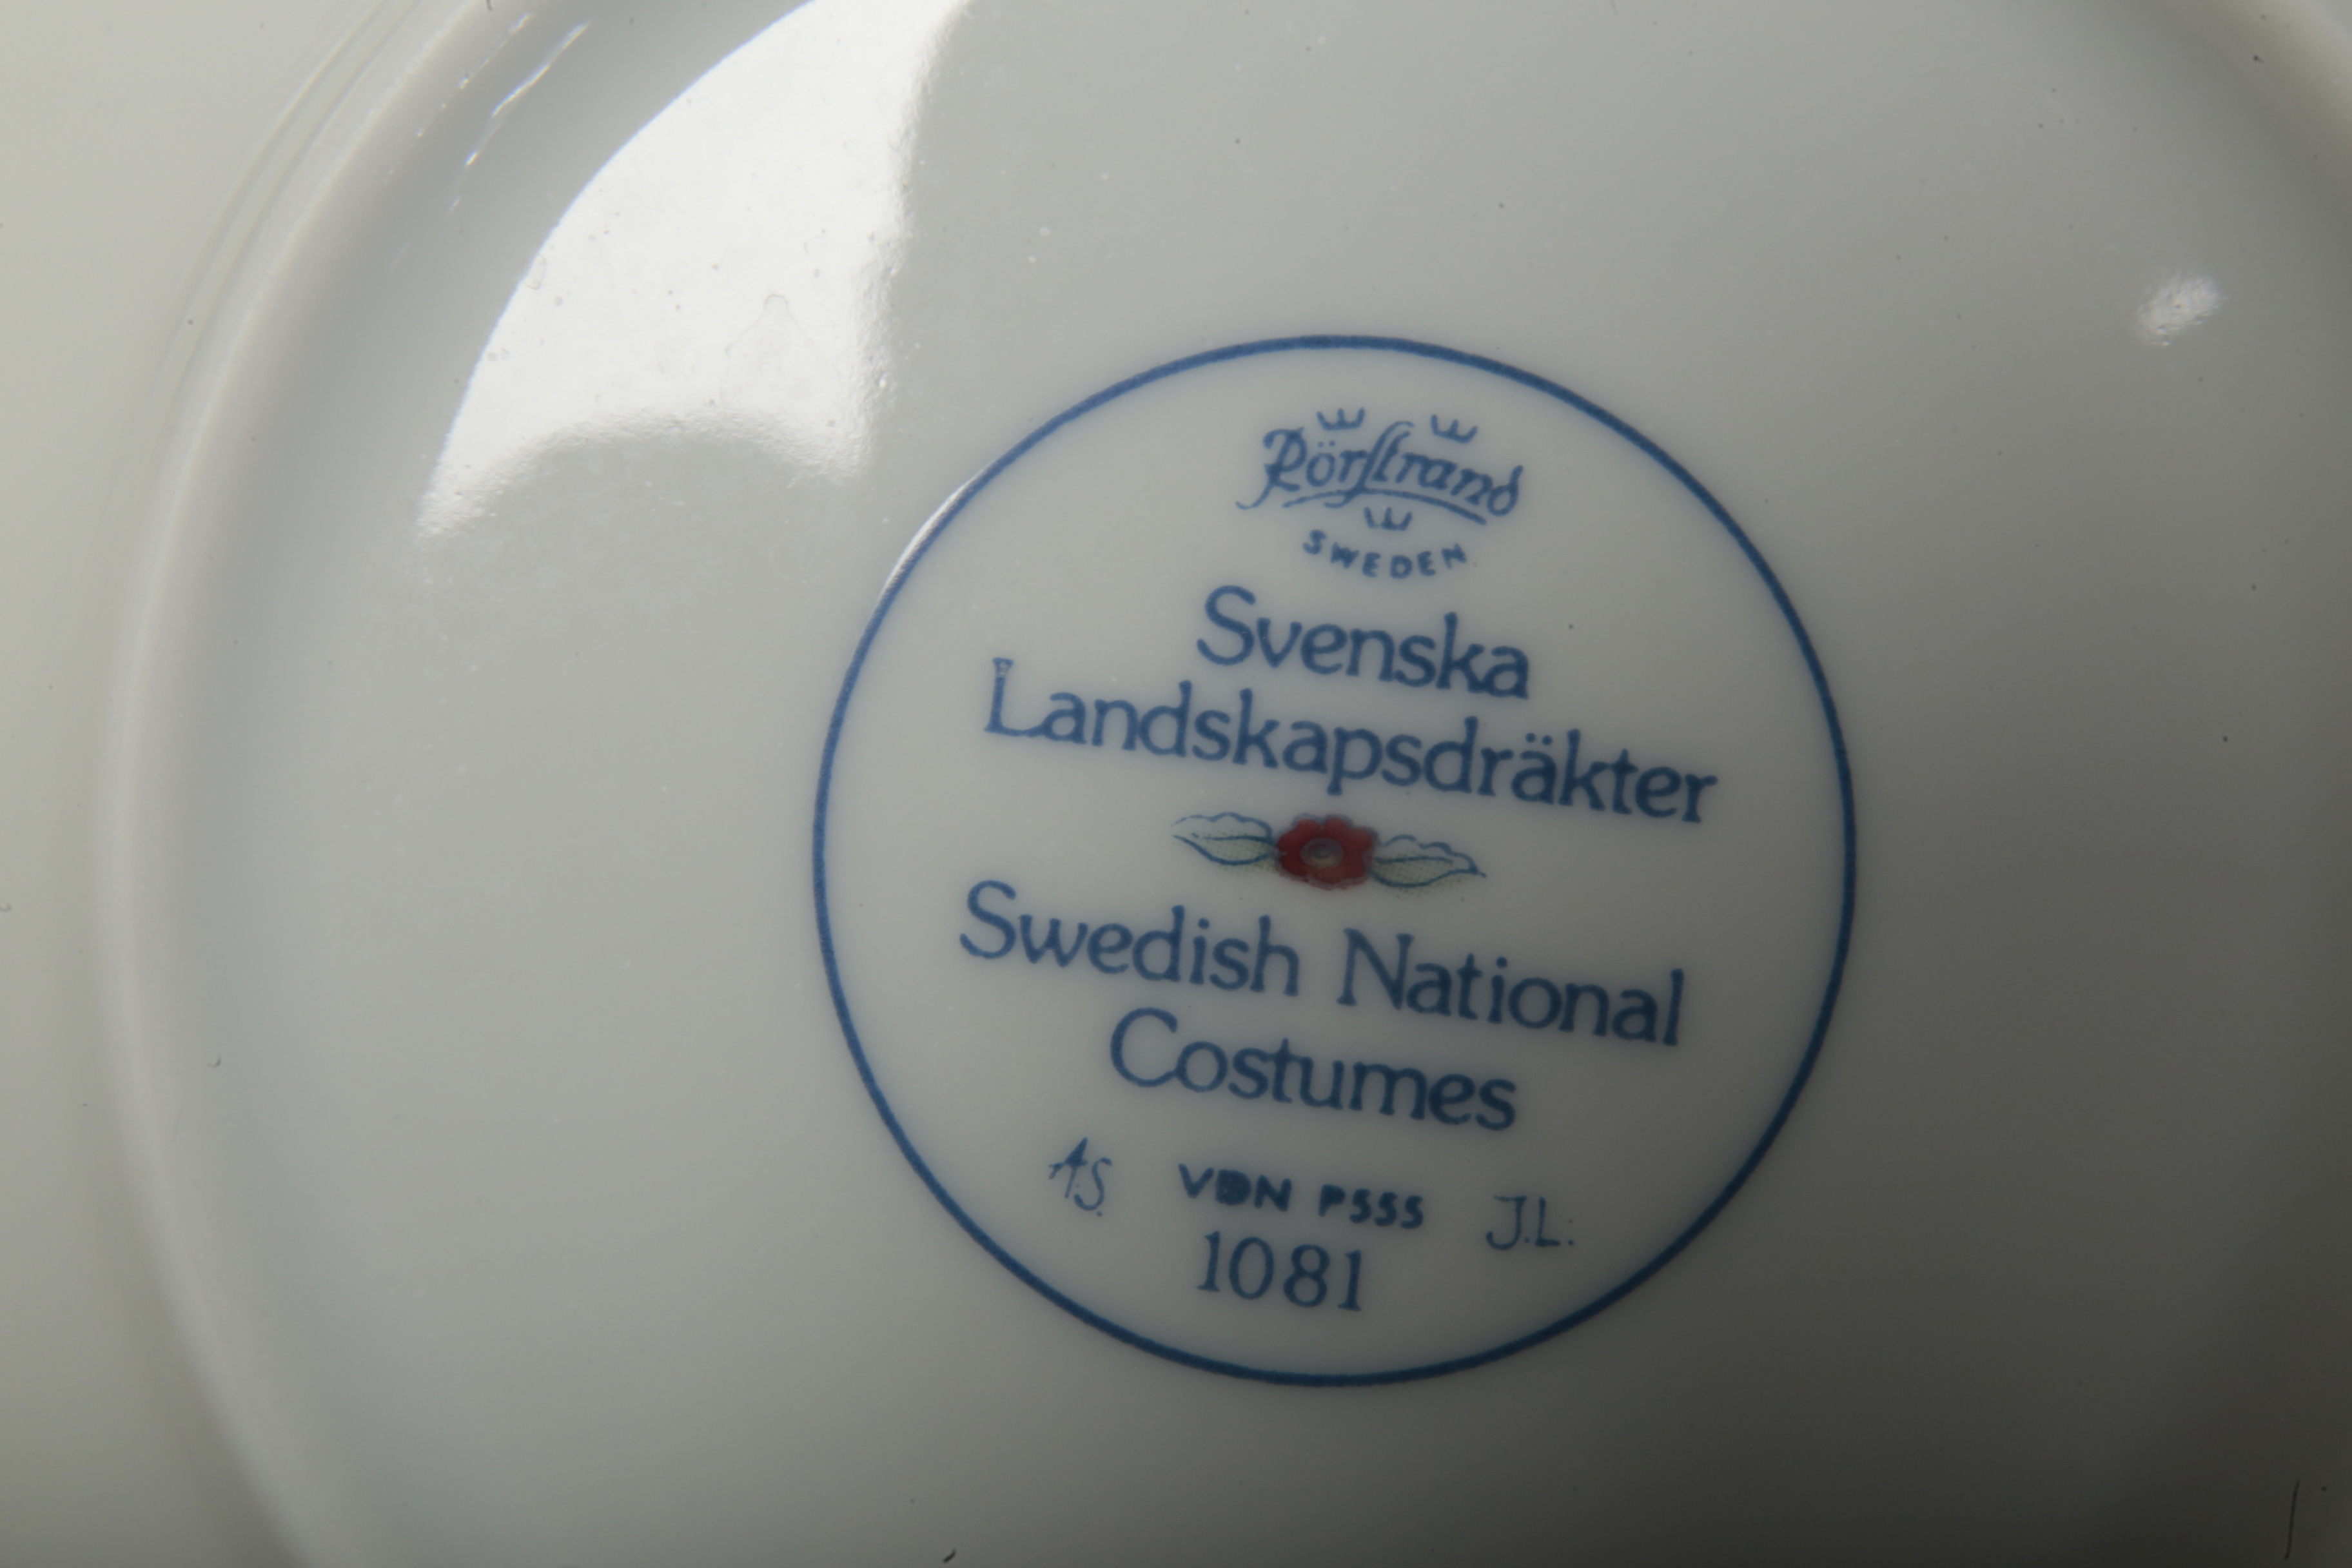 Rörstrand
SWEDEN
Svenska
Landskapsdräkter
Swedish National
Costumes
A.S. VDN P555 J.L.
1081